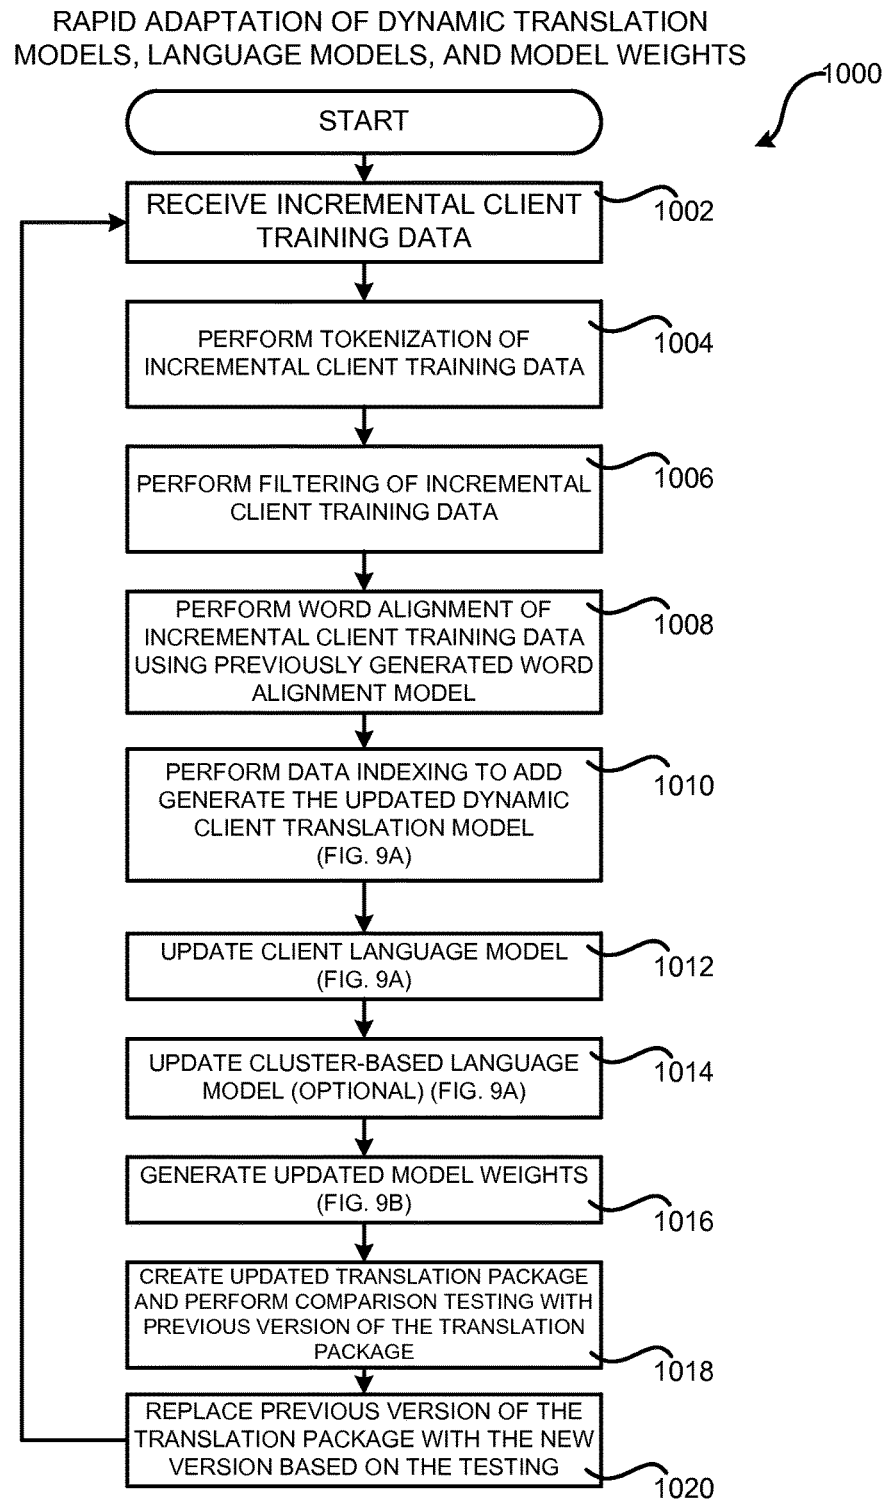 RAPID ADAPTATION OF DYNAMIC TRANSLATION
MODELS, LANGUAGE MODELS, AND MODEL WEIGHTS
1000
START
RECEIVE INCREMENTAL CLIENT
TRAINING DATA
1002
PERFORM TOKENIZATION OF
INCREMENTAL CLIENT TRAINING DATA
1004
PERFORM FILTERING OF INCREMENTAL
CLIENT TRAINING DATA
1006
PERFORM WORD ALIGNMENT OF
INCREMENTAL CLIENT TRAINING DATA
USING PREVIOUSLY GENERATED WORD
ALIGNMENT MODEL
1008
PERFORM DATA INDEXING TO ADD
GENERATE THE UPDATED DYNAMIC
CLIENT TRANSLATION MODEL
(FIG. 9A)
1010
UPDATE CLIENT LANGUAGE MODEL
(FIG. 9A)
1012
UPDATE CLUSTER-BASED LANGUAGE
MODEL (OPTIONAL) (FIG. 9A)
1014
GENERATE UPDATED MODEL WEIGHTS
(FIG. 9B)
1016
CREATE UPDATED TRANSLATION PACKAGE
AND PERFORM COMPARISON TESTING WITH
PREVIOUS VERSION OF THE TRANSLATION
PACKAGE
1018
REPLACE PREVIOUS VERSION OF THE
TRANSLATION PACKAGE WITH THE NEW
VERSION BASED ON THE TESTING
1020